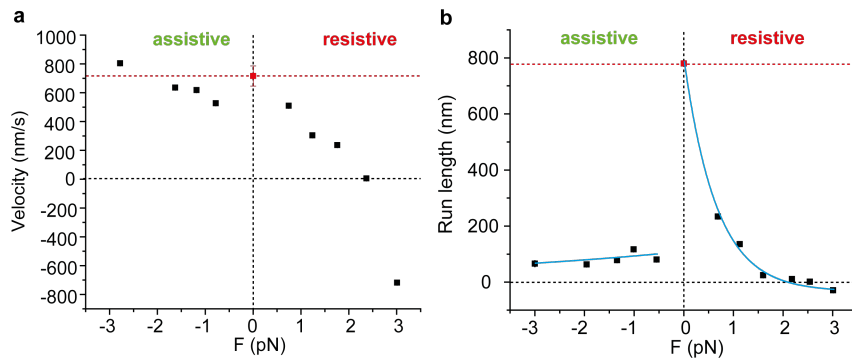 a
assistive
resistive
Velocity (nm/s)
1000
800
600
400
200
0
-200
-400
-600
-800
-3 -2 -1 0 1 2 3
F (pN)
b
assistive
resistive
Run length (nm)
800
600
400
200
0
-3 -2 -1 0 1 2 3
F (pN)